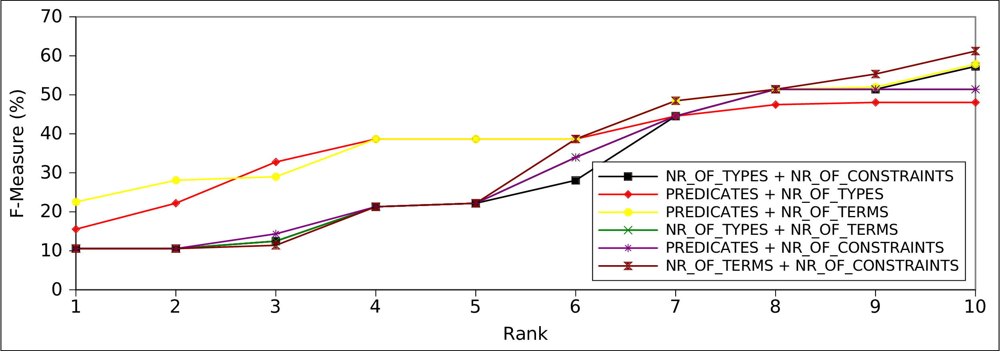 70
60
50
40
30
20
10
0
F-Measure (%)
NR_OF_TYPES + NR_OF_CONSTRAINTS
PREDICATES + NR_OF_TYPES
PREDICATES + NR_OF_TERMS
NR_OF_TYPES + NR_OF_TERMS
PREDICATES + NR_OF_CONSTRAINTS
NR_OF_TERMS + NR_OF_CONSTRAINTS
1 2 3 4 5 6 7 8 9 10
Rank